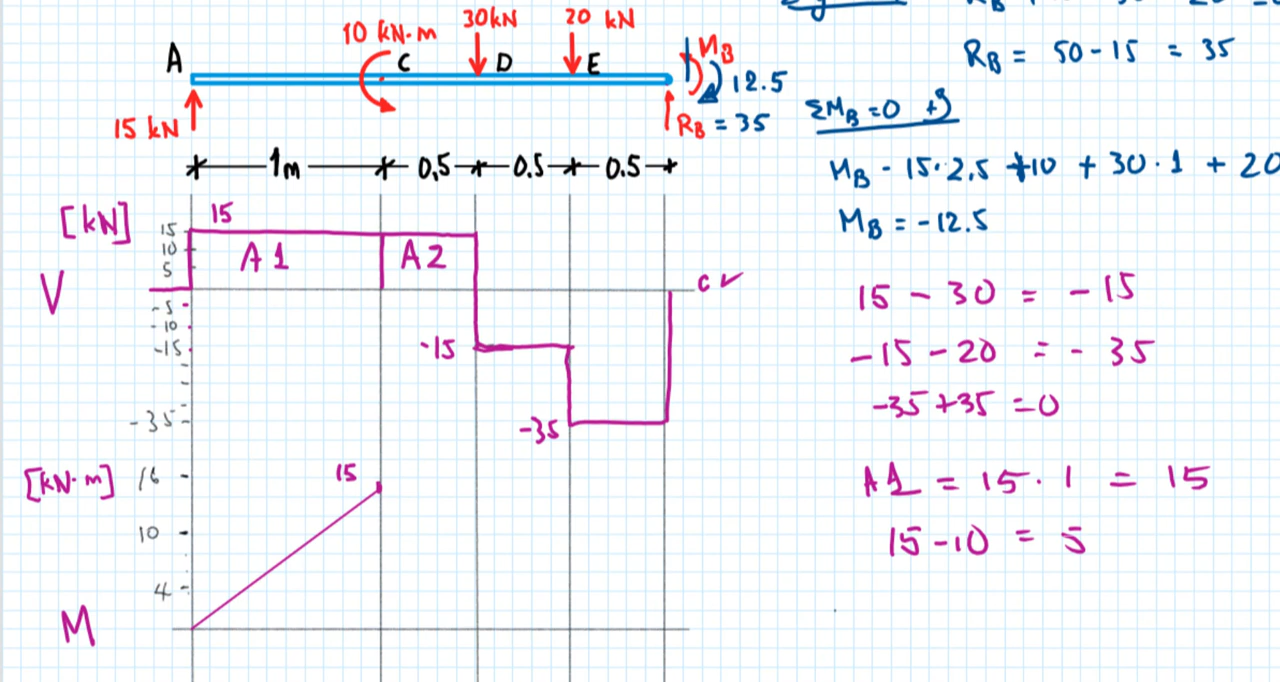 30kN 20 kN
10 kN·m
A C D E M_B
12.5
15 kN R_B = 35
1m 0,5 0.5 0.5
R_B = 50 - 15 = 35
ΣM_B = 0 +
M_B - 15·2,5 + 10 + 30·1 + 20
M_B = -12.5
[kN] 15
15
10 A1 A2
5
V
-5
-10
-15 -15
-35 -35
15 - 30 = -15
-15 - 20 = -35
-35 + 35 = 0
[kN·m] 16 15
10
4
M
A1 = 15·1 = 15
15 - 10 = 5